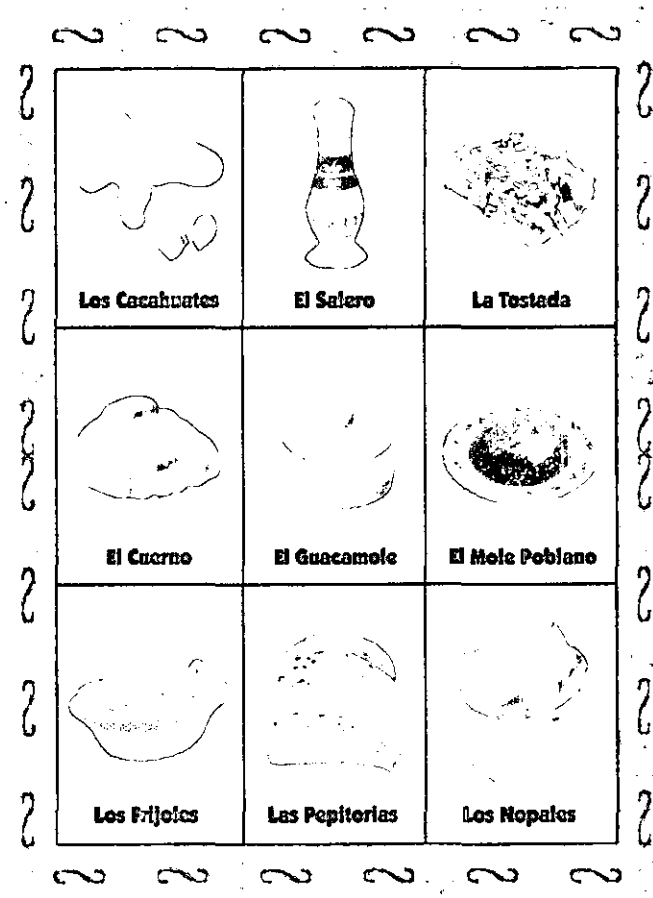 Los Cacahuates
El Salero
La Tostada
El Cuerno
El Guacamole
El Mole Poblano
Los Frijoles
Las Pepitorias
Los Nopales